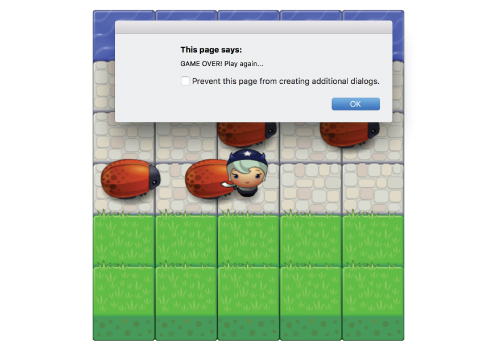 This page says:
GAME OVER! Play again...
Prevent this page from creating additional dialogs.
OK